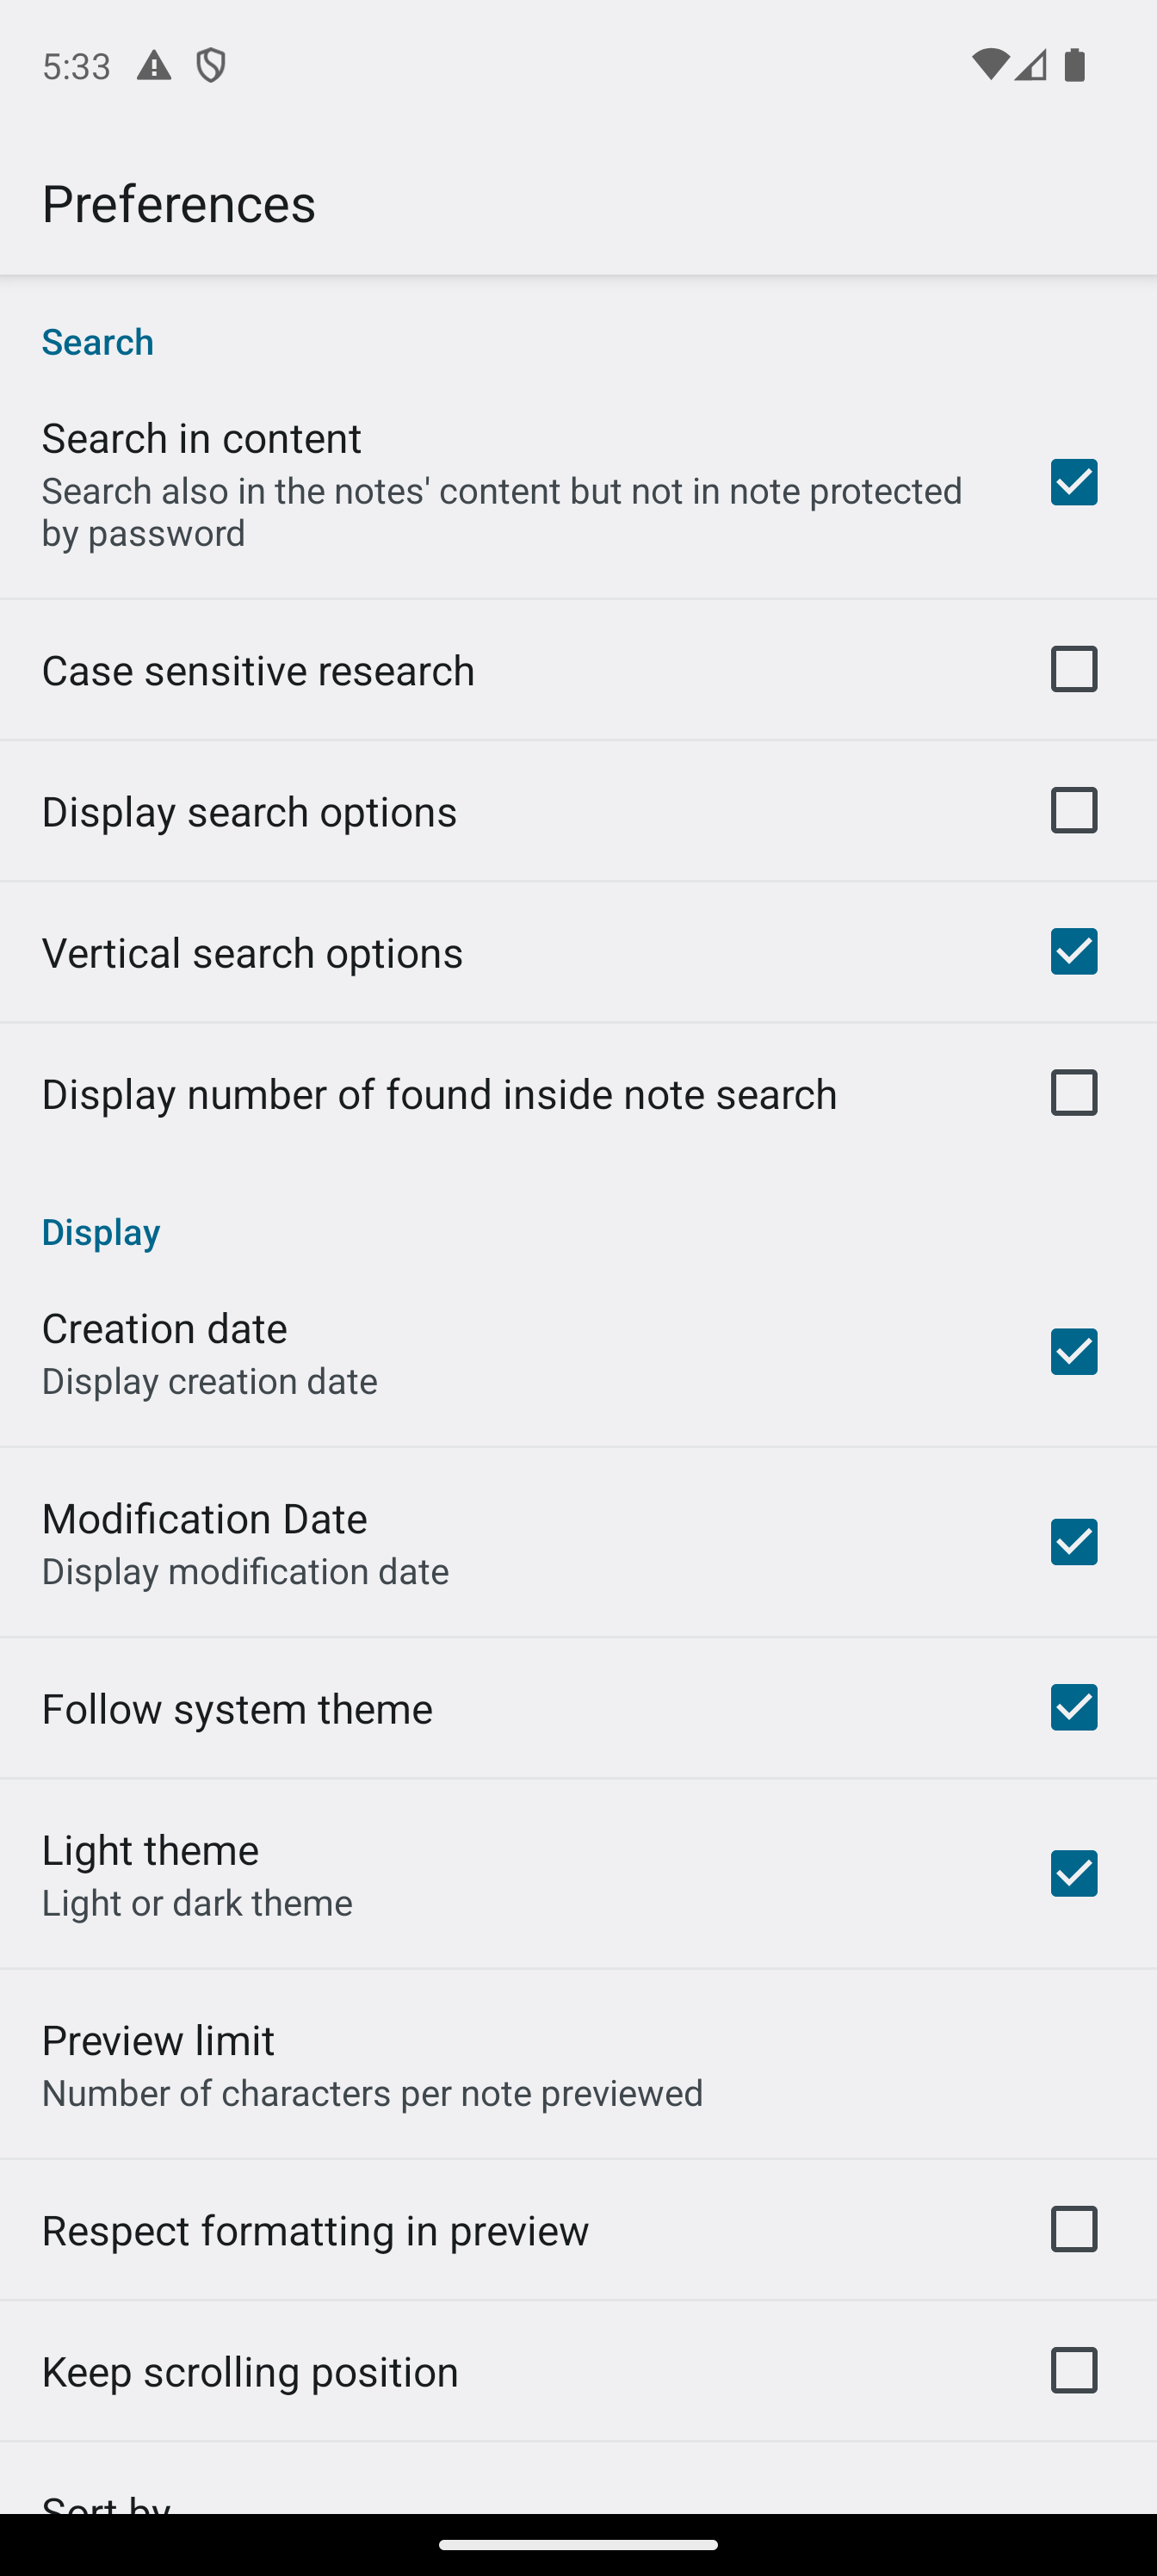 5:33
Preferences
Search
Search in content
Search also in the notes' content but not in note protected
by password
Case sensitive research
Display search options
Vertical search options
Display number of found inside note search
Display
Creation date
Display creation date
Modification Date
Display modification date
Follow system theme
Light theme
Light or dark theme
Preview limit
Number of characters per note previewed
Respect formatting in preview
Keep scrolling position
Sort by